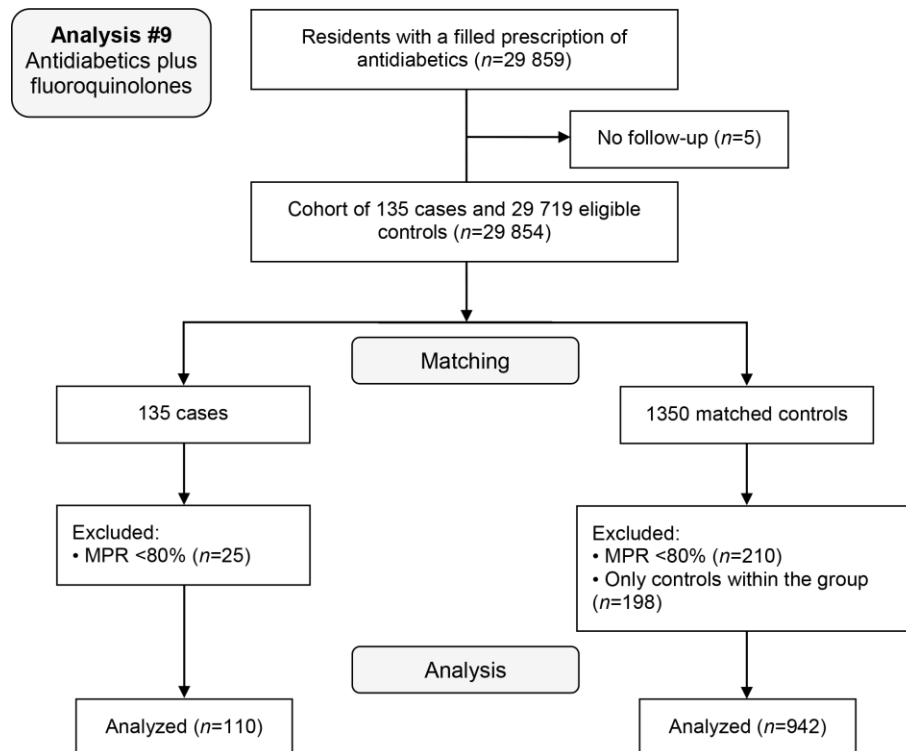 Analysis #9
Antidiabetics plus
fluoroquinolones
Residents with a filled prescription of
antidiabetics (n=29 859)
No follow-up (n=5)
Cohort of 135 cases and 29 719 eligible
controls (n=29 854)
Matching
135 cases
1350 matched controls
Excluded:
• MPR <80% (n=25)
Excluded:
• MPR <80% (n=210)
• Only controls within the group
(n=198)
Analysis
Analyzed (n=110)
Analyzed (n=942)